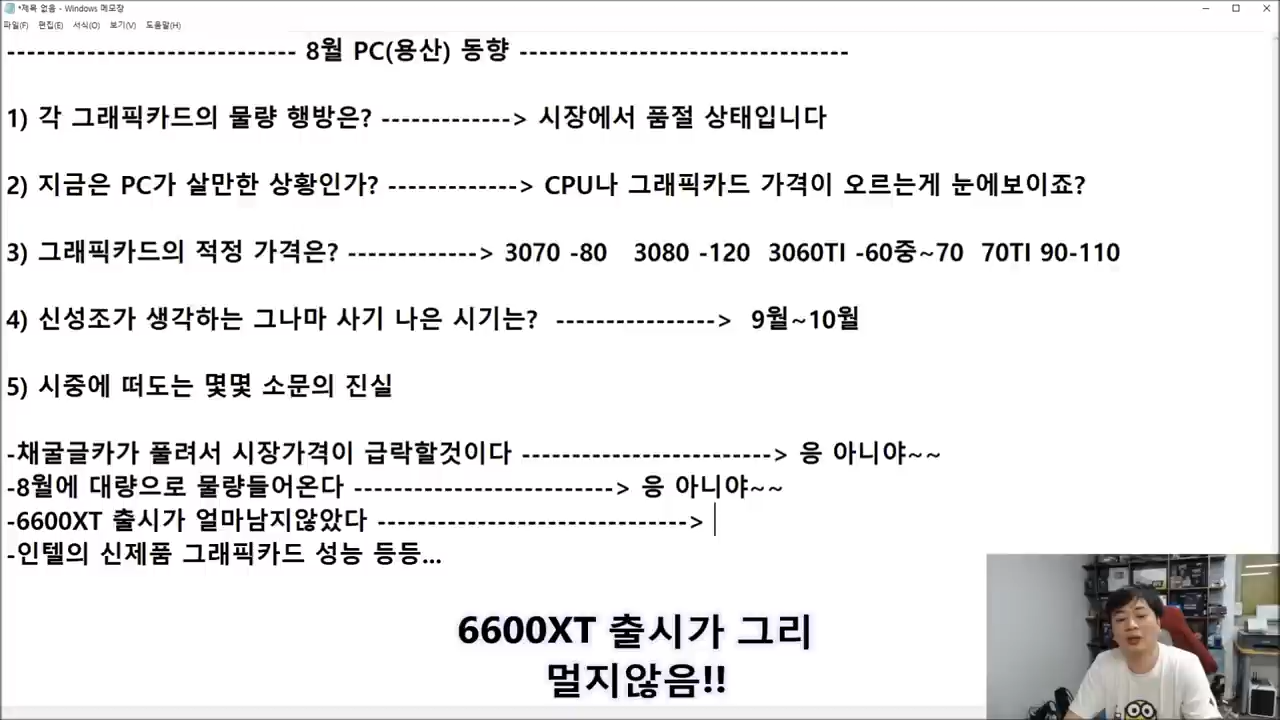 *제목 없음 - Windows 메모장
파일(F) 편집(E) 서식(O) 보기(V) 도움말(H)
---------------------------- 8월 PC(용산) 동향 --------------------------------
1) 각 그래픽카드의 물량 행방은? -------------> 시장에서 품절 상태입니다
2) 지금은 PC가 살만한 상황인가? -------------> CPU나 그래픽카드 가격이 오르는게 눈에보이죠?
3) 그래픽카드의 적정 가격은? -------------> 3070 -80 3080 -120 3060TI -60중~70 70TI 90-110
4) 신성조가 생각하는 그나마 사기 나은 시기는? ----------------> 9월~10월
5) 시중에 떠도는 몇몇 소문의 진실
-채굴글카가 풀려서 시장가격이 급락할것이다 -------------------------> 응 아니야~~
-8월에 대량으로 물량들어온다 --------------------------> 응 아니야~~
-6600XT 출시가 얼마남지않았다 ------------------------------->
-인텔의 신제품 그래픽카드 성능 등등...
6600XT 출시가 그리
멀지않음!!